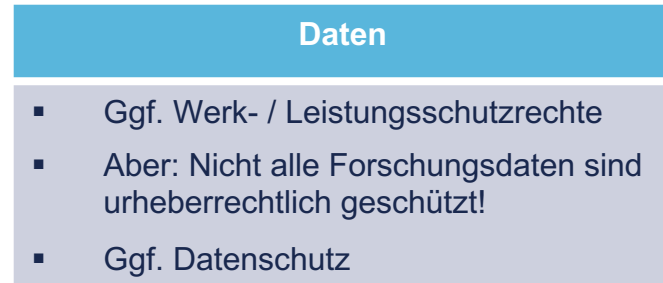 Daten
▪ Ggf. Werk- / Leistungsschutzrechte
▪ Aber: Nicht alle Forschungsdaten sind
urheberrechtlich geschützt!
▪ Ggf. Datenschutz